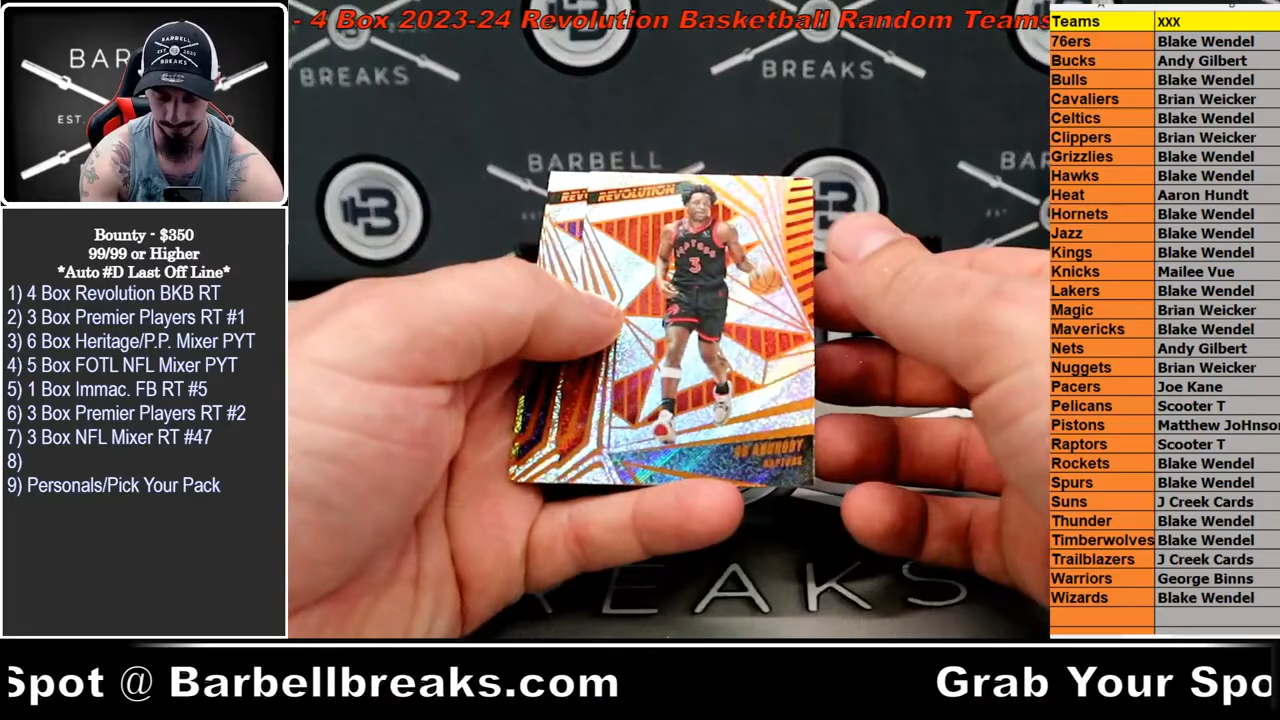 - 4 Box 2023-24 Revolution Basketball Random Teams
BARBELL
EST.
BREAKS
BREAKS
BARBELL
BAR
REVOLUTION
RAPTORS
3
OG ANUNOBY
RAPTORS
Bounty - $350
99/99 or Higher
*Auto #D Last Off Line*
1) 4 Box Revolution BKB RT
2) 3 Box Premier Players RT #1
3) 6 Box Heritage/P.P. Mixer PYT
4) 5 Box FOTL NFL Mixer PYT
5) 1 Box Immac. FB RT #5
6) 3 Box Premier Players RT #2
7) 3 Box NFL Mixer RT #47
8)
9) Personals/Pick Your Pack
Teams xxx
76ers Blake Wendel
Bucks Andy Gilbert
Bulls Blake Wendel
Cavaliers Brian Weicker
Celtics Blake Wendel
Clippers Brian Weicker
Grizzlies Blake Wendel
Hawks Blake Wendel
Heat Aaron Hundt
Hornets Blake Wendel
Jazz Blake Wendel
Kings Blake Wendel
Knicks Mailee Vue
Lakers Blake Wendel
Magic Brian Weicker
Mavericks Blake Wendel
Nets Andy Gilbert
Nuggets Brian Weicker
Pacers Joe Kane
Pelicans Scooter T
Pistons Matthew JoHnso
Raptors Scooter T
Rockets Blake Wendel
Spurs Blake Wendel
Suns J Creek Cards
Thunder Blake Wendel
Timberwolves Blake Wendel
Trailblazers J Creek Cards
Warriors George Binns
Wizards Blake Wendel
REAKS
Spot @ Barbellbreaks.com Grab Your Spo